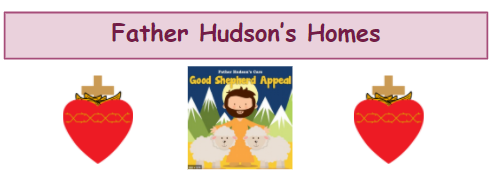 Father Hudson's Homes
Father Hudson's Care
Good Shepherd Appeal